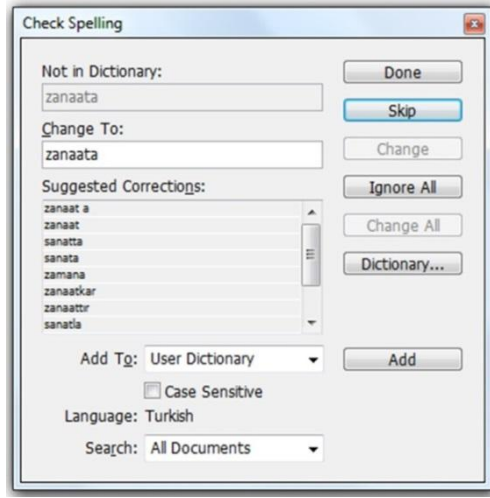 Check Spelling
Not in Dictionary:
zanaata
Change To:
zanaata
Suggested Corrections:
zanaat a
zanaat
sanatta
sanata
zamana
zanaatkar
zanaattır
sanatla
Add To: User Dictionary
Case Sensitive
Language: Turkish
Search: All Documents
Done
Skip
Change
Ignore All
Change All
Dictionary...
Add